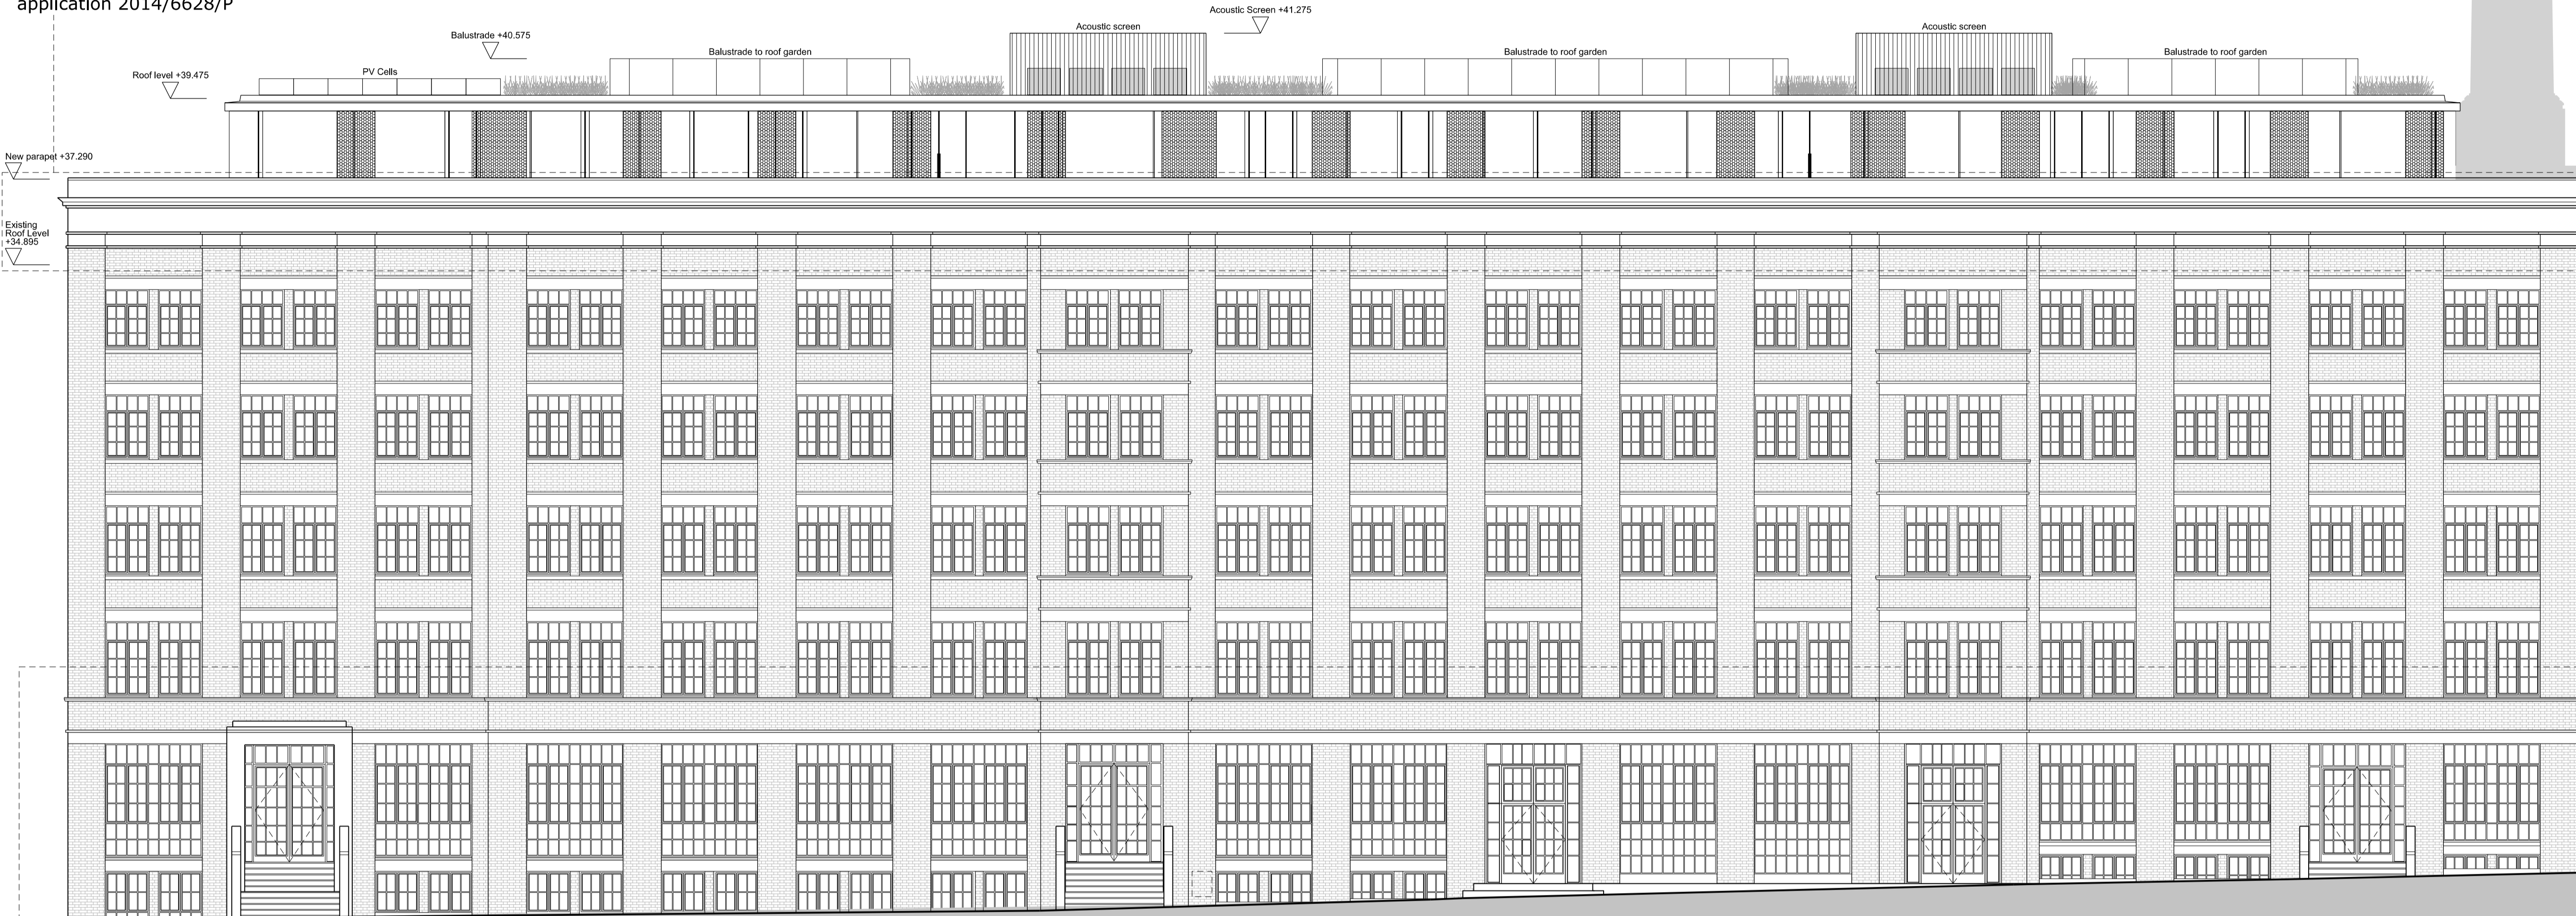 application 2014/6628/P
Acoustic Screen +41.275
Acoustic screen
Acoustic screen
Balustrade +40.575
Balustrade to roof garden
Balustrade to roof garden
Balustrade to roof garden
Roof level +39.475
PV Cells
New parapet +37.290
Existing
Roof Level
+34.895